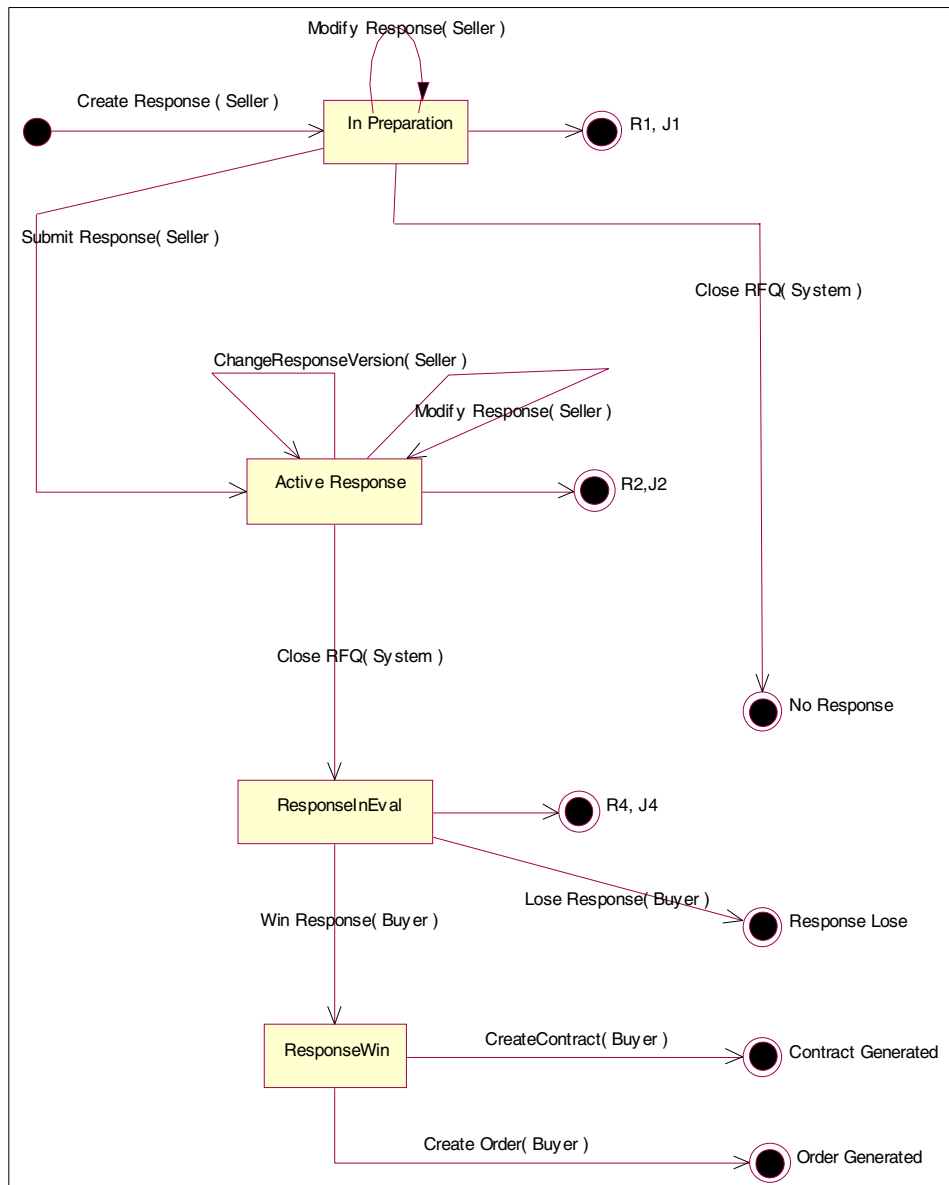 Modify Response( Seller )
Create Response ( Seller )
In Preparation
R1, J1
Submit Response( Seller )
Close RFQ( System )
ChangeResponseVersion( Seller )
Modify Response( Seller )
Active Response
R2,J2
Close RFQ( System )
No Response
ResponseInEval
R4, J4
Lose Response( Buyer )
Win Response( Buyer )
Response Lose
CreateContract( Buyer )
ResponseWin
Contract Generated
Create Order( Buyer )
Order Generated